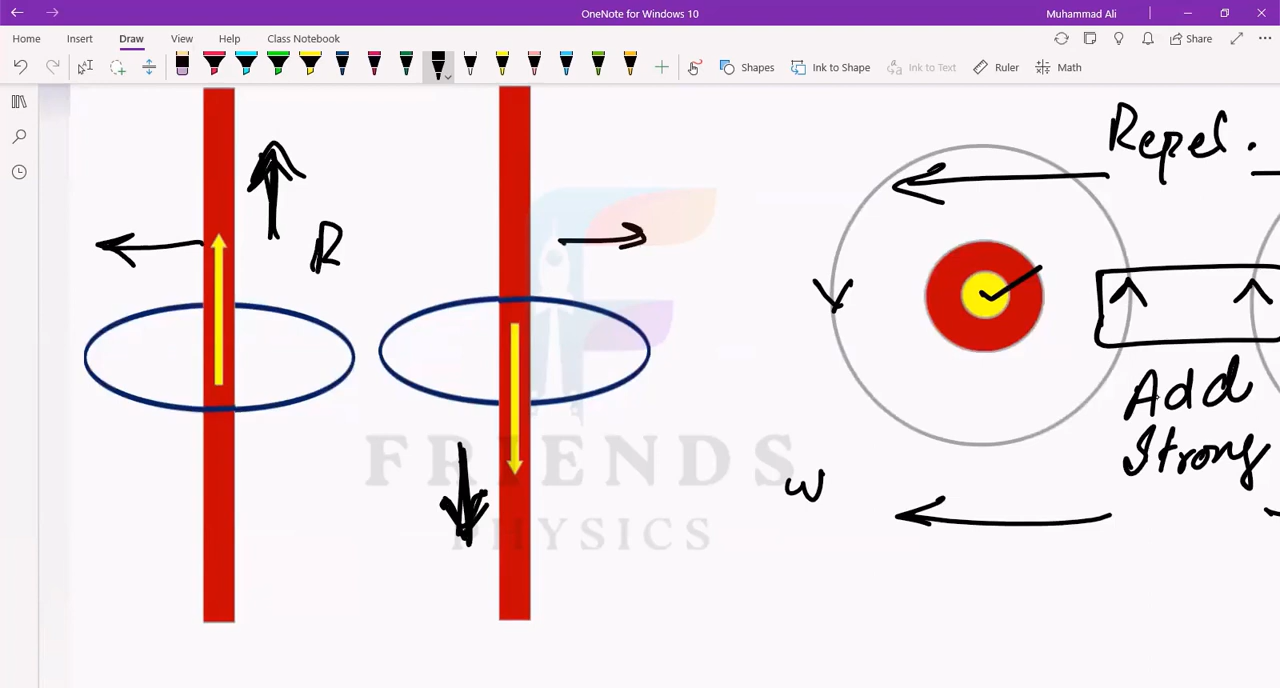 OneNote for Windows 10
Muhammad Ali
Home Insert Draw View Help Class Notebook
Share
Shapes Ink to Shape Ink to Text Ruler Math
Repel.
R
Add
Strong
W
FRIENDS
PHYSICS